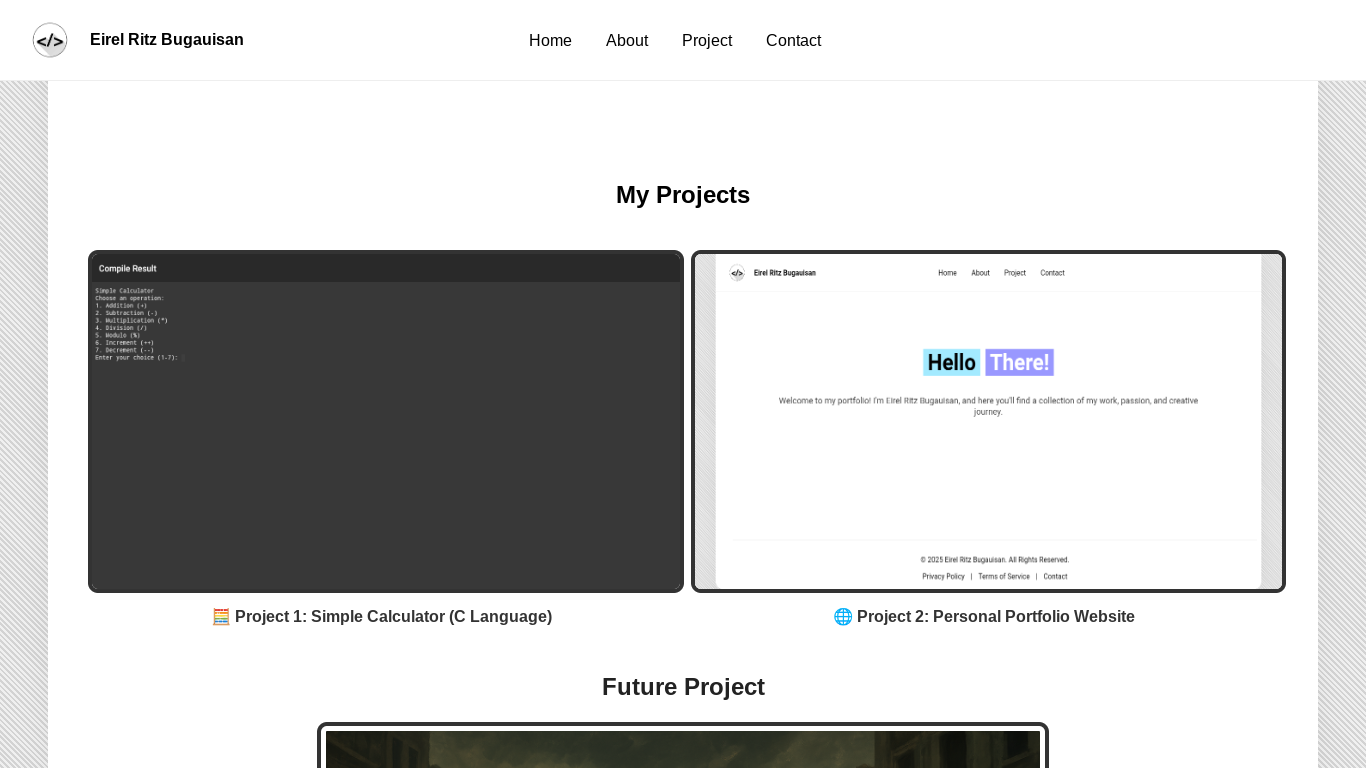 </>
Eirel Ritz Bugauisan
Home About Project Contact
My Projects
Compile Result
Simple Calculator
Choose an operation:
1. Addition (+)
2. Subtraction (-)
3. Multiplication (*)
4. Division (/)
5. Modulo (%)
6. Increment (++)
7. Decrement (--)
Enter your choice (1-7):
</>
Eirel Ritz Bugauisan
Home About Project Contact
Hello There!
Welcome to my portfolio! I'm Eirel Ritz Bugauisan, and here you'll find a collection of my work, passion, and creative
journey.
© 2025 Eirel Ritz Bugauisan. All Rights Reserved.
Privacy Policy | Terms of Service | Contact
🧮 Project 1: Simple Calculator (C Language)
🌐 Project 2: Personal Portfolio Website
Future Project